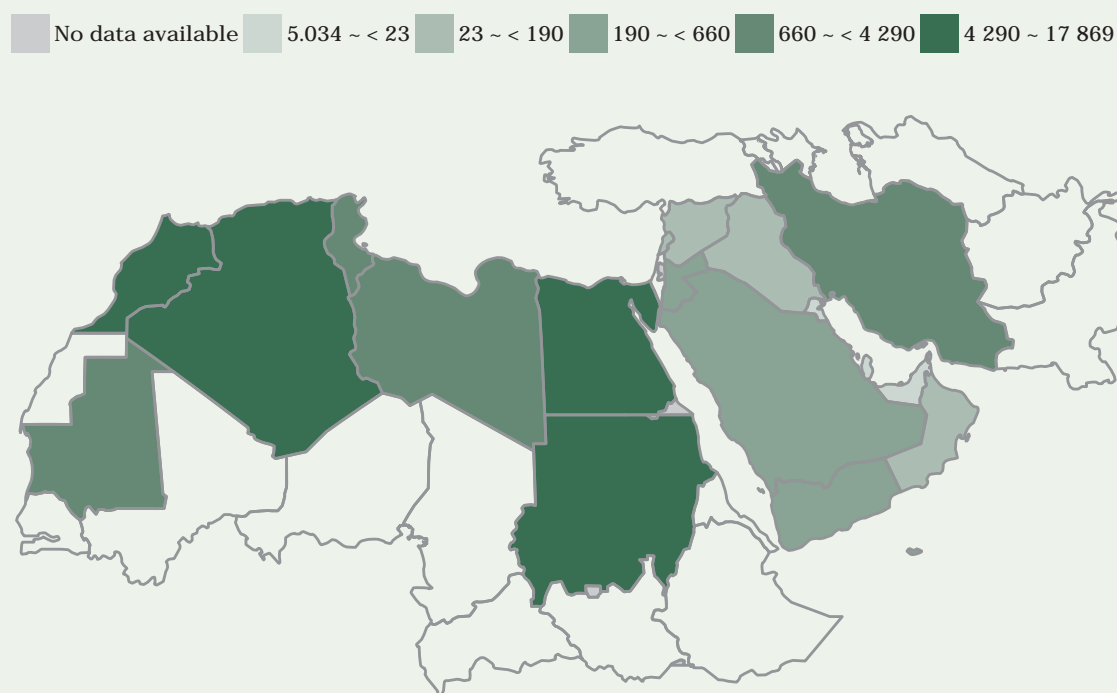 No data available 5.034 ~ < 23 23 ~ < 190 190 ~ < 660 660 ~ < 4 290 4 290 ~ 17 869